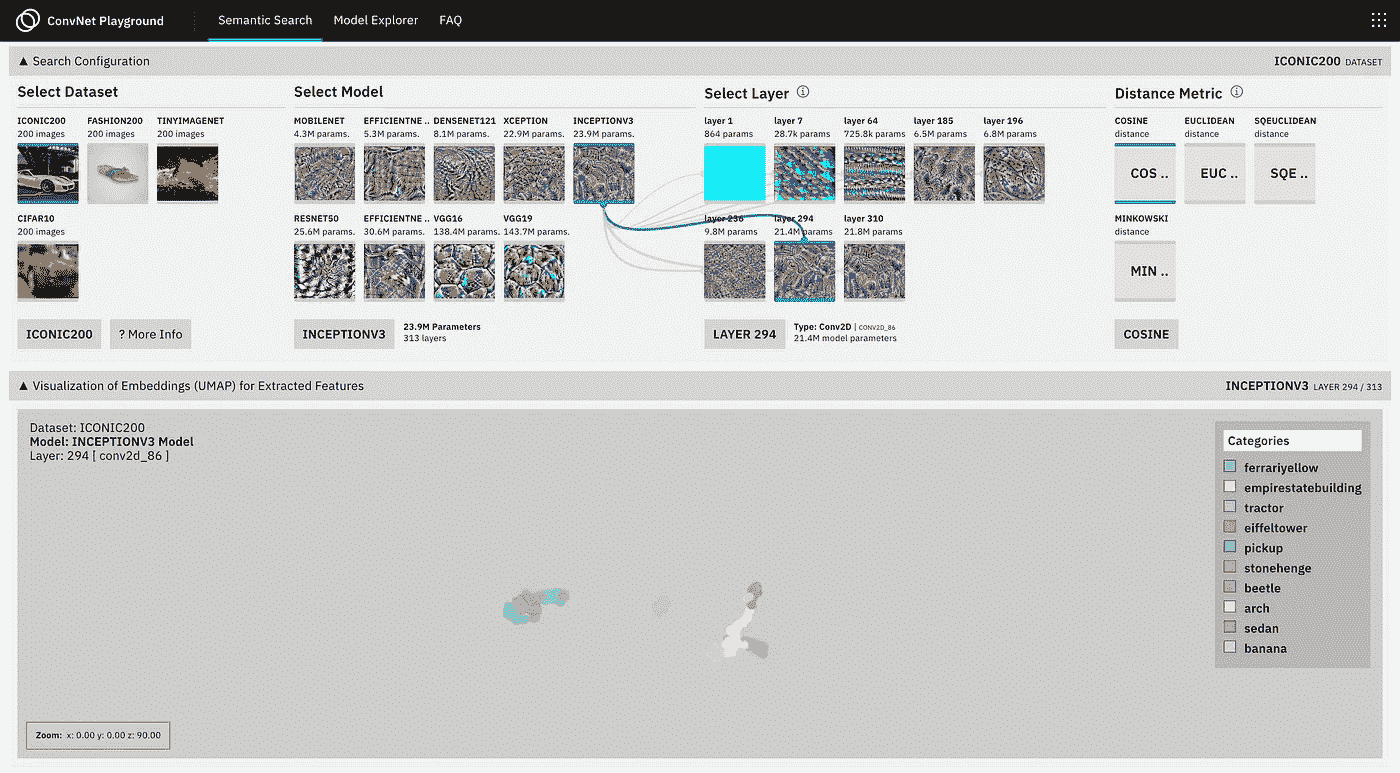 ConvNet Playground
Semantic Search
Model Explorer
FAQ
▲ Search Configuration
ICONIC200 DATASET
Select Dataset
ICONIC200
200 images
FASHION200
200 images
TINYIMAGENET
200 images
CIFAR10
200 images
ICONIC200
? More Info
Select Model
MOBILENET
4.3M params.
EFFICIENTNE ..
5.3M params.
DENSENET121
8.1M params.
XCEPTION
22.9M params.
INCEPTIONV3
23.9M params.
RESNET50
25.6M params.
EFFICIENTNE ..
30.6M params.
VGG16
138.4M params.
VGG19
143.7M params.
INCEPTIONV3
23.9M Parameters
313 layers
Select Layer
layer 1
864 params
layer 7
28.7k params
layer 64
725.8k params
layer 185
6.5M params
layer 196
6.8M params
layer 238
9.8M params
layer 294
21.4M params
layer 310
21.8M params
LAYER 294
Type: Conv2D | CONV2D_86
21.4M model parameters
Distance Metric
COSINE
distance
COS ..
EUCLIDEAN
distance
EUC ..
SQEUCLIDEAN
distance
SQE ..
MINKOWSKI
distance
MIN ..
COSINE
▲ Visualization of Embeddings (UMAP) for Extracted Features
INCEPTIONV3 LAYER 294 / 313
Dataset: ICONIC200
Model: INCEPTIONV3 Model
Layer: 294 [ conv2d_86 ]
Categories
ferrariyellow
empirestatebuilding
tractor
eiffeltower
pickup
stonehenge
beetle
arch
sedan
banana
Zoom: x: 0.00 y: 0.00 z: 90.00